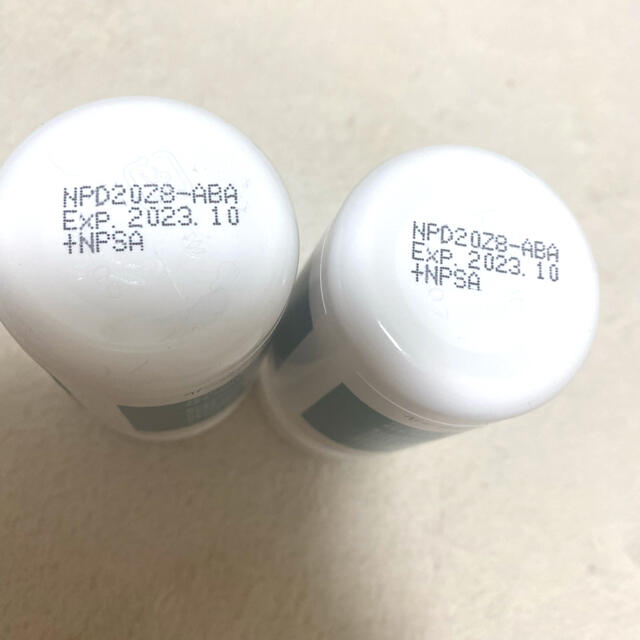 NPD20Z8-ABA
Exp. 2023.10
+NPSA
NPD20Z8-ABA
Exp. 2023.10
+NPSA